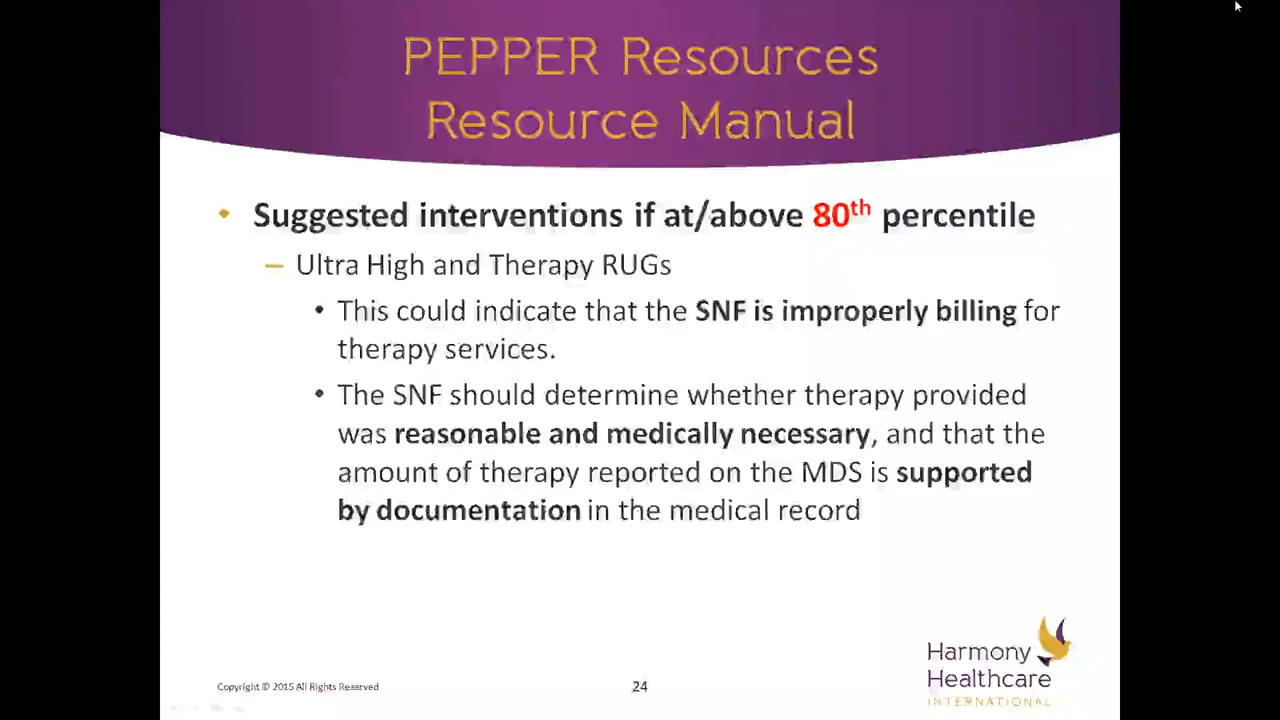 PEPPER Resources
Resource Manual
• Suggested interventions if at/above 80th percentile
– Ultra High and Therapy RUGs
• This could indicate that the SNF is improperly billing for
therapy services.
• The SNF should determine whether therapy provided
was reasonable and medically necessary, and that the
amount of therapy reported on the MDS is supported
by documentation in the medical record
Harmony
Healthcare
INTERNATIONAL
Copyright © 2015 All Rights Reserved
24